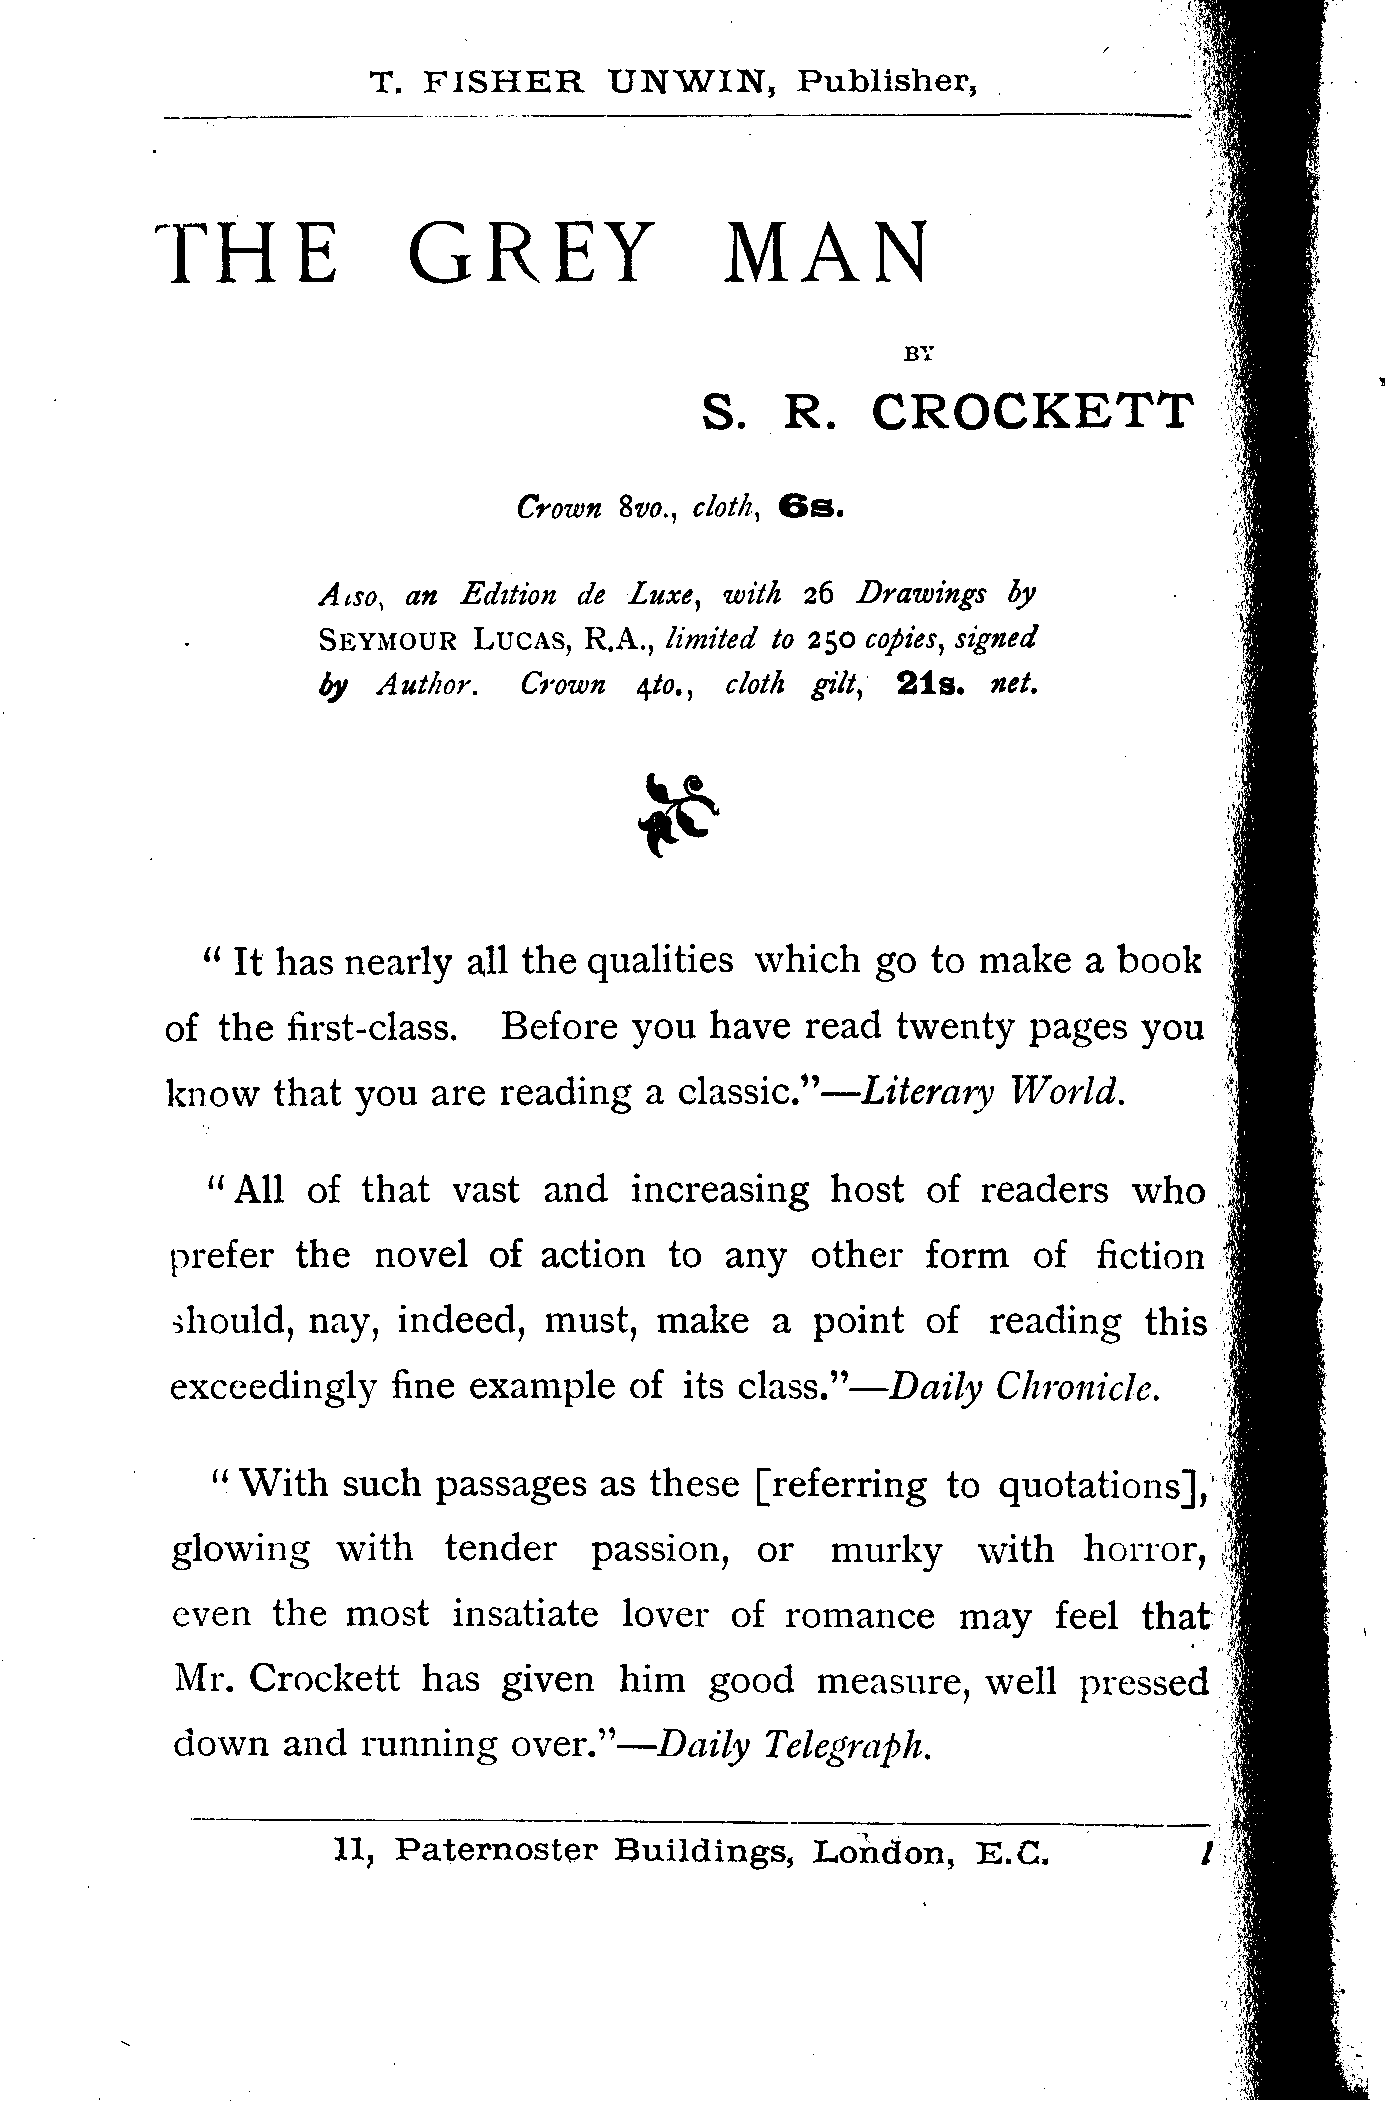 T. FISHER UNWIN, Publisher,
THE GREY MAN
BY
S. R. CROCKETT
Crown 8vo., cloth, 6s.
Also, an Edition de Luxe, with 26 Drawings by
SEYMOUR LUCAS, R.A., limited to 250 copies, signed
by Author. Crown 4to., cloth gilt, 21s. net.
"It has nearly all the qualities which go to make a book
of the first-class. Before you have read twenty pages you
know that you are reading a classic."—Literary World.
"All of that vast and increasing host of readers who
prefer the novel of action to any other form of fiction
should, nay, indeed, must, make a point of reading this
exceedingly fine example of its class."—Daily Chronicle.
"With such passages as these [referring to quotations],
glowing with tender passion, or murky with horror,
even the most insatiate lover of romance may feel that
Mr. Crockett has given him good measure, well pressed
down and running over."—Daily Telegraph.
11, Paternoster Buildings, London, E.C.